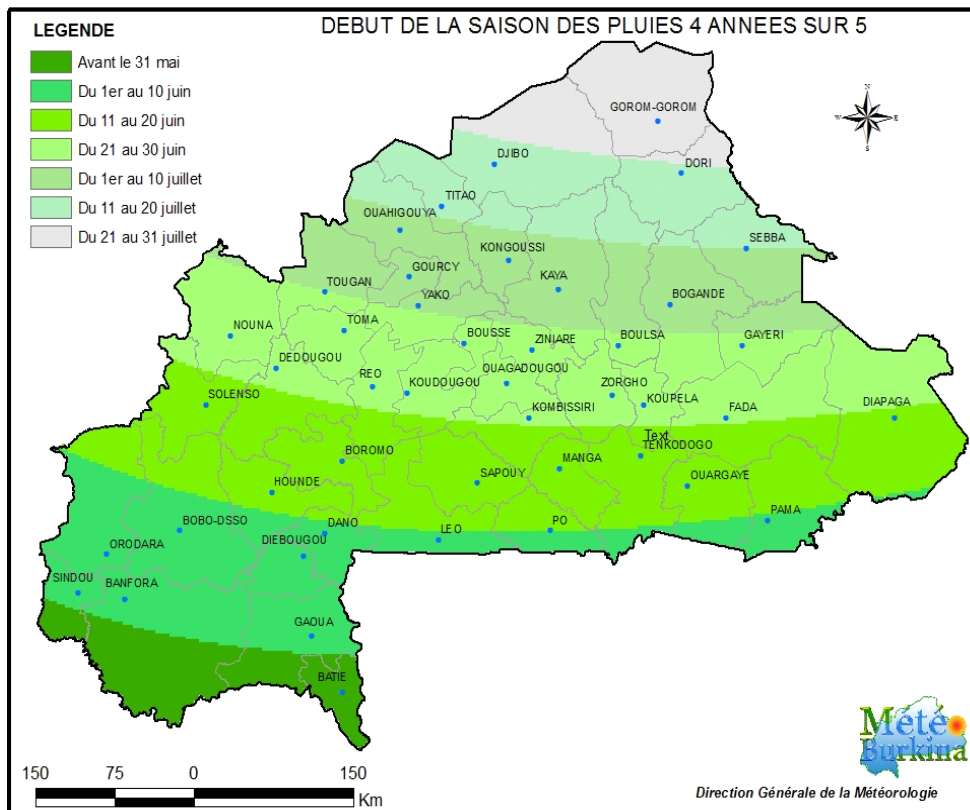 DEBUT DE LA SAISON DES PLUIES 4 ANNEES SUR 5
LEGENDE
Avant le 31 mai
Du 1er au 10 juin
Du 11 au 20 juin
Du 21 au 30 juin
Du 1er au 10 juillet
Du 11 au 20 juillet
Du 21 au 31 juillet
N
W
E
S
GOROM-GOROM
DJIBO
DORI
TITAO
OUAHIGOUYA
SEBBA
KONGOUSSI
GOURCY
KAYA
TOUGAN
YAKO
BOGANDE
NOUNA
TOMA
BOUSSE
ZINIARE
BOULSA
GAYERI
DEDOUGOU
REO
KOUDOUGOU
OUAGADOUGOU
ZORGHO
KOUPELA
SOLENSO
KOMBISSIRI
FADA
DIAPAGA
Text
TENKODOGO
BOROMO
MANGA
HOUNDE
SAPOUY
OUARGAYE
BOBO-DSSO
DANO
LEO
PO
PAMA
DIEBOUGOU
ORODARA
SINDOU
BANFORA
GAOUA
BATIE
Mété
Burkina
150 75 0 150
Km
Direction Générale de la Météorologie